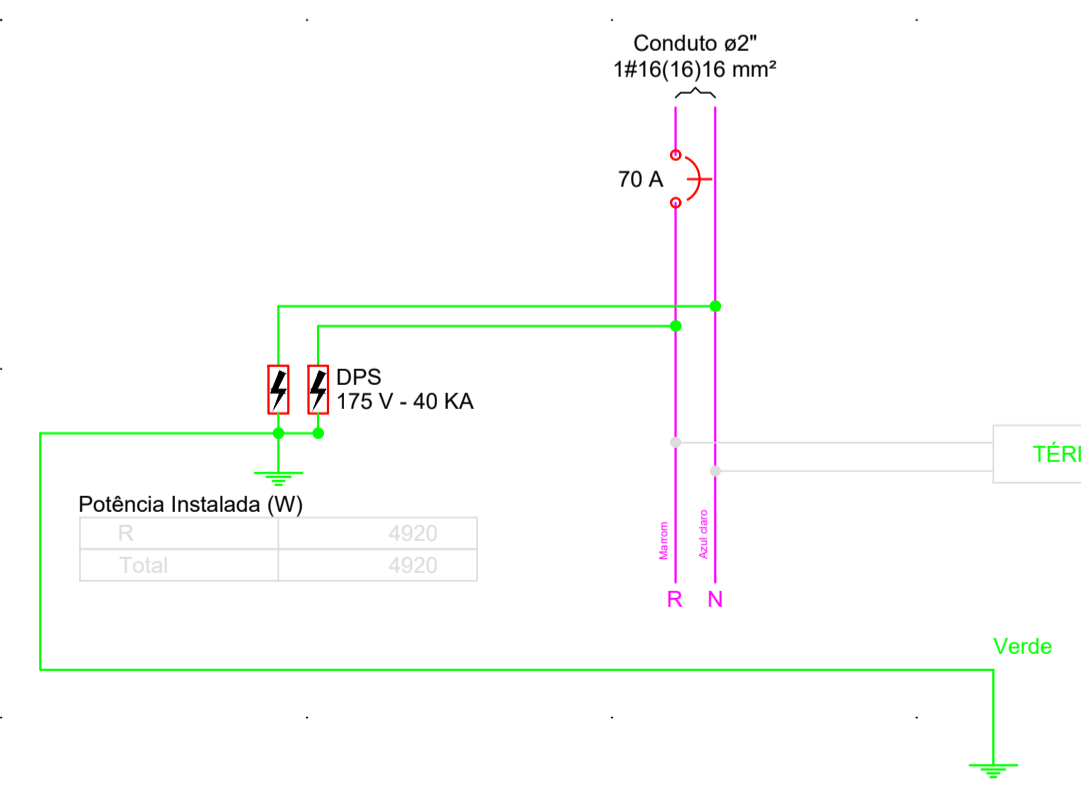 Conduto ø2"
1#16(16)16 mm²
70 A
DPS
175 V - 40 KA
Potência Instalada (W)
R 4920
Total 4920
Marrom
Azul claro
R N
Verde